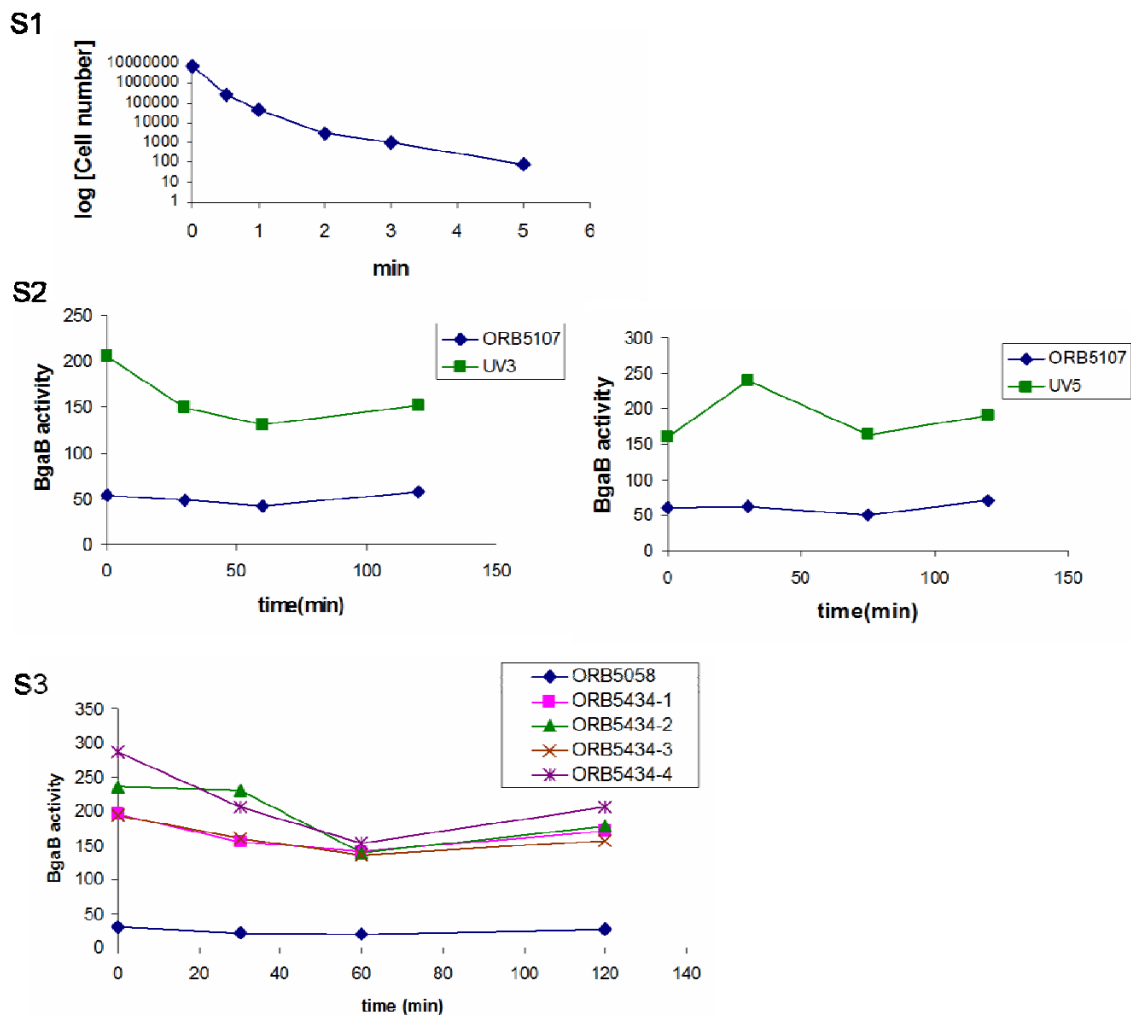 S1
log [Cell number]
10000000
1000000
100000
10000
1000
100
10
1
0 1 2 3 4 5 6
min
S2
BgaB activity
250
200
150
100
50
0
0 50 100 150
time(min)
ORB5107
UV3
BgaB activity
300
250
200
150
100
50
0
0 50 100 150
time(min)
ORB5107
UV5
S3
BgaB activity
350
300
250
200
150
100
50
0
0 20 40 60 80 100 120 140
time (min)
ORB5058
ORB5434-1
ORB5434-2
ORB5434-3
ORB5434-4